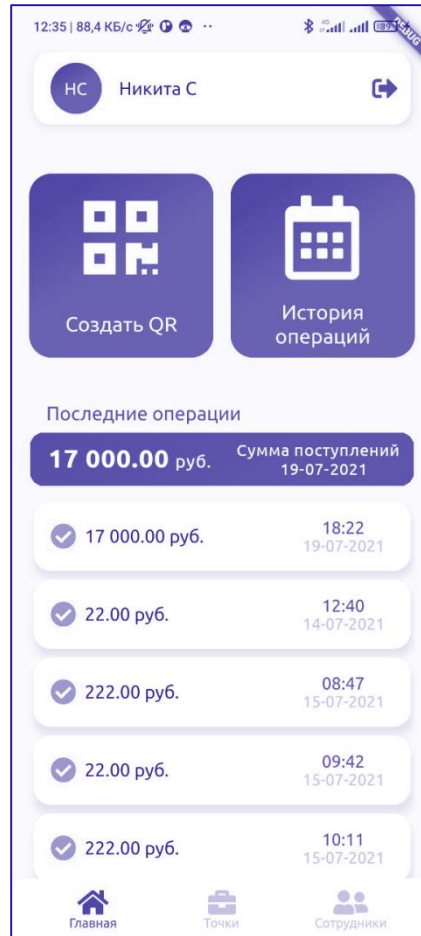 12:35 | 88,4 КБ/с
НС Никита С
Создать QR
История
операций
Последние операции
17 000.00 руб.
Сумма поступлений
19-07-2021
17 000.00 руб.
18:22
19-07-2021
22.00 руб.
12:40
14-07-2021
222.00 руб.
08:47
15-07-2021
22.00 руб.
09:42
15-07-2021
222.00 руб.
10:11
15-07-2021
Главная
Точки
Сотрудники